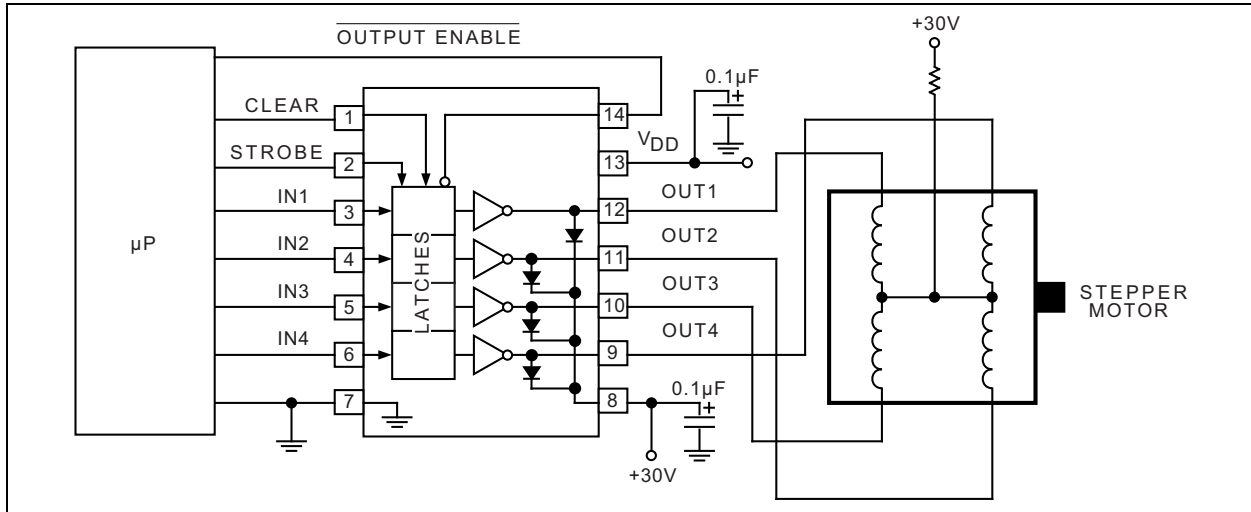 OUTPUT ENABLE
+30V
0.1µF
+
CLEAR
1
14
VDD
STROBE
2
13
IN1
3
12
OUT1
µP
IN2
4
LATCHES
11
OUT2
IN3
5
10
OUT3
STEPPER
MOTOR
IN4
6
9
OUT4
7
8
0.1µF
+
+30V